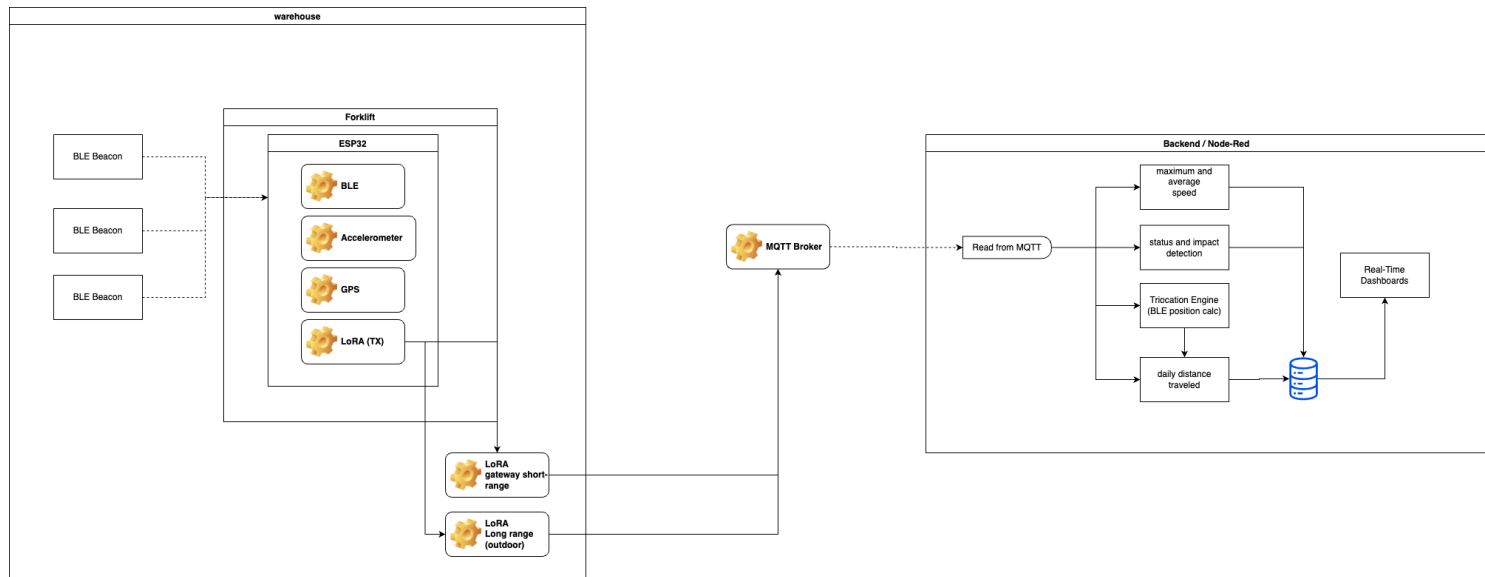 warehouse
Forklift
ESP32
BLE Beacon
BLE Beacon
BLE Beacon
BLE
Accelerometer
GPS
LoRA (TX)
LoRA
gateway short-
range
LoRA
Long range
(outdoor)
MQTT Broker
Backend / Node-Red
Read from MQTT
maximum and
average
speed
status and impact
detection
Triocation Engine
(BLE position calc)
daily distance
traveled
Real-Time
Dashboards